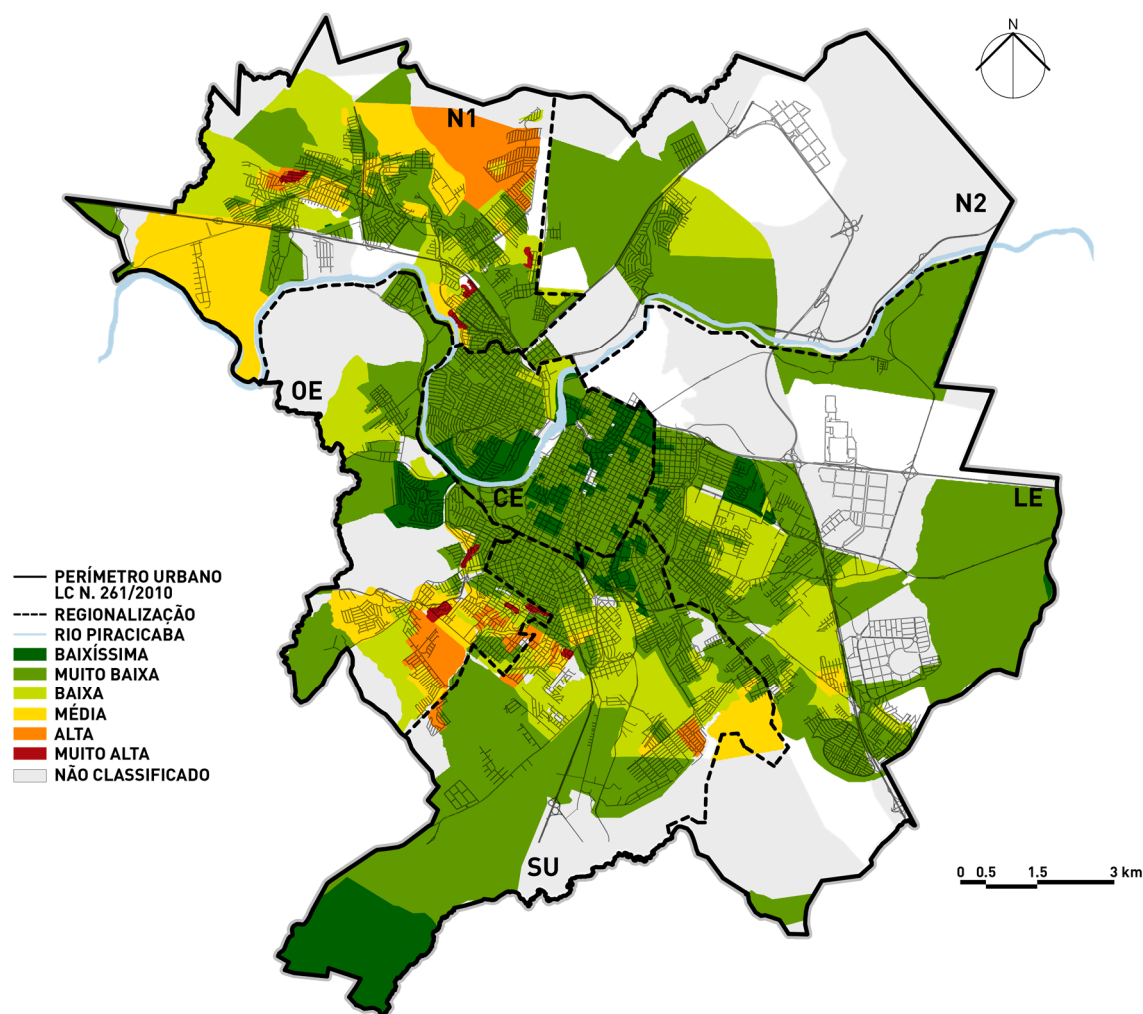 N
N1
N2
OE
CE
LE
PERÍMETRO URBANO
LC N. 261/2010
REGIONALIZAÇÃO
RIO PIRACICABA
BAIXÍSSIMA
MUITO BAIXA
BAIXA
MÉDIA
ALTA
MUITO ALTA
NÃO CLASSIFICADO
SU
0 0.5 1.5 3 km